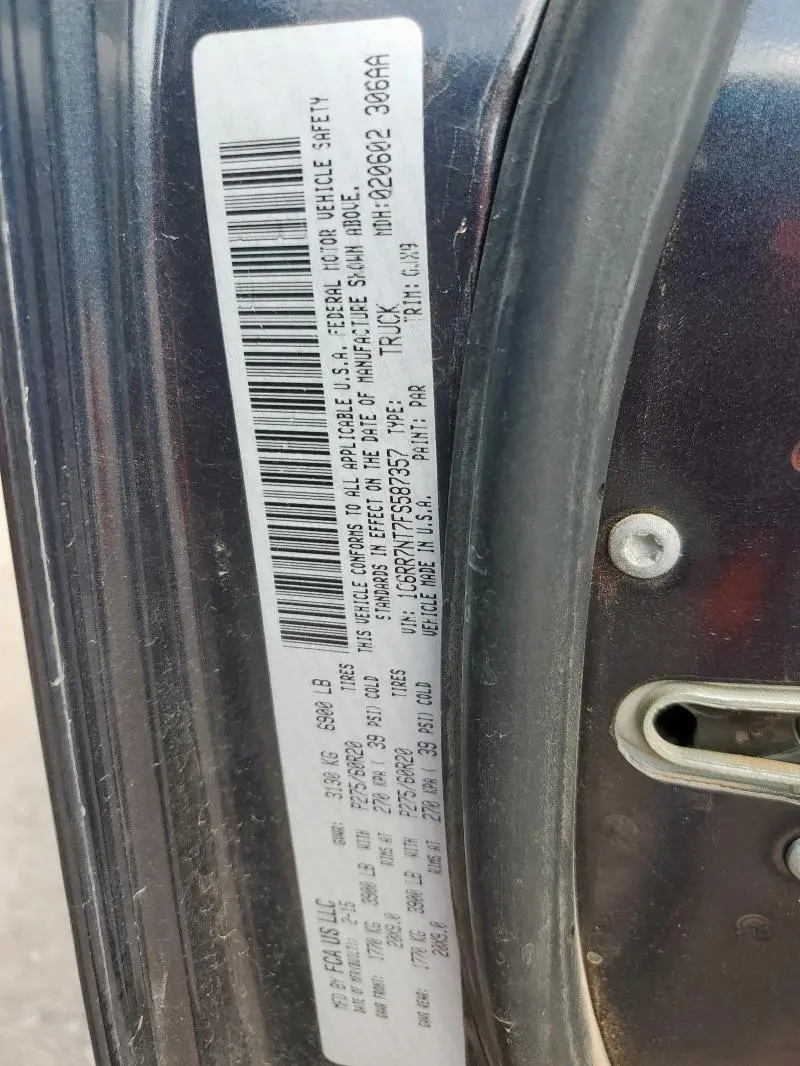 MFD BY FCA US LLC
DATE OF MFR(BUILT): 2-15 GVWR: 3130 KG 6900 LB
GAWR FRONT: 1770 KG 3900 LB WITH P275/60R20 TIRES
20X9.0 RIMS AT 270 KPA ( 39 PSI) COLD
GAWR REAR: 1770 KG 3900 LB WITH P275/60R20 TIRES
20X9.0 RIMS AT 270 KPA ( 39 PSI) COLD
THIS VEHICLE CONFORMS TO ALL APPLICABLE U.S.A. FEDERAL MOTOR VEHICLE SAFETY
STANDARDS IN EFFECT ON THE DATE OF MANUFACTURE SHOWN ABOVE.
VIN: 1C6RR7NT7FS587357 TYPE: TRUCK MDH:020602 306AA
VEHICLE MADE IN U.S.A. PAINT: PAR TRIM: GJX9